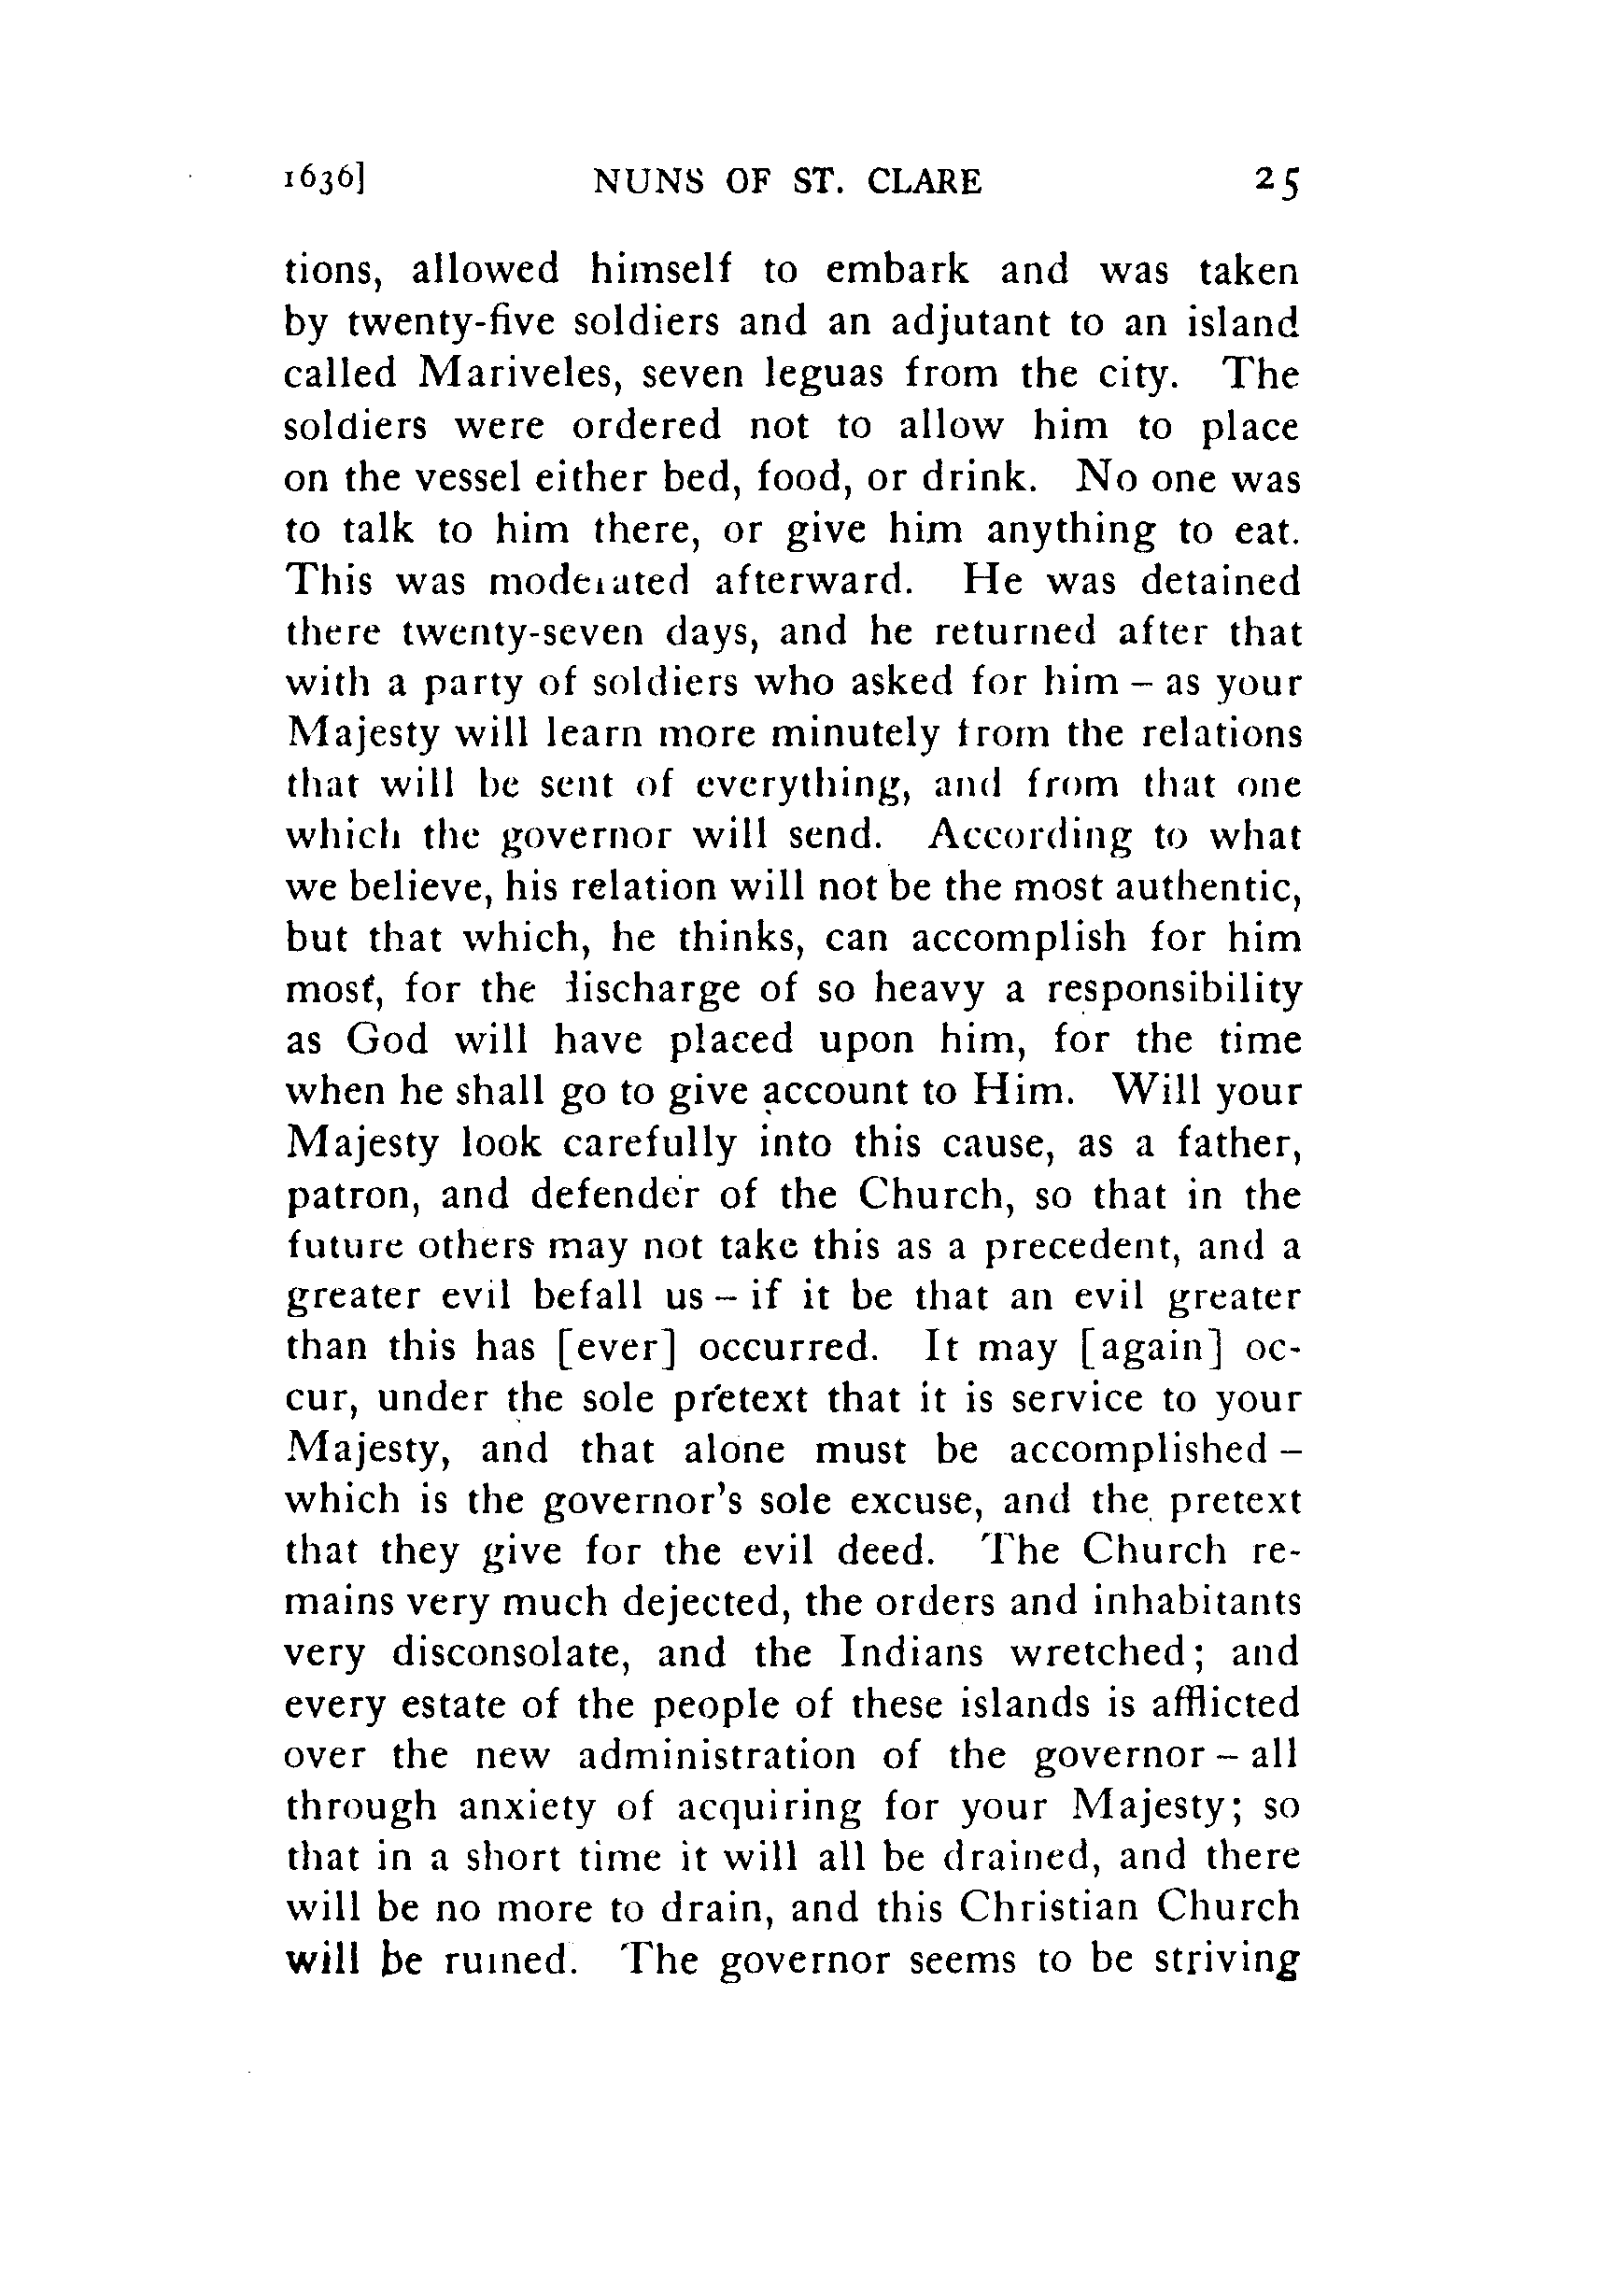 1636] NUNS OF ST. CLARE 25
tions, allowed himself to embark and was taken
by twenty-five soldiers and an adjutant to an island
called Mariveles, seven leguas from the city. The
soldiers were ordered not to allow him to place
on the vessel either bed, food, or drink. No one was
to talk to him there, or give him anything to eat.
This was moderated afterward. He was detained
there twenty-seven days, and he returned after that
with a party of soldiers who asked for him – as your
Majesty will learn more minutely from the relations
that will be sent of everything, and from that one
which the governor will send. According to what
we believe, his relation will not be the most authentic,
but that which, he thinks, can accomplish for him
most, for the discharge of so heavy a responsibility
as God will have placed upon him, for the time
when he shall go to give account to Him. Will your
Majesty look carefully into this cause, as a father,
patron, and defender of the Church, so that in the
future others may not take this as a precedent, and a
greater evil befall us – if it be that an evil greater
than this has [ever] occurred. It may [again] oc-
cur, under the sole pretext that it is service to your
Majesty, and that alone must be accomplished –
which is the governor's sole excuse, and the pretext
that they give for the evil deed. The Church re-
mains very much dejected, the orders and inhabitants
very disconsolate, and the Indians wretched; and
every estate of the people of these islands is afflicted
over the new administration of the governor – all
through anxiety of acquiring for your Majesty; so
that in a short time it will all be drained, and there
will be no more to drain, and this Christian Church
will be ruined. The governor seems to be striving